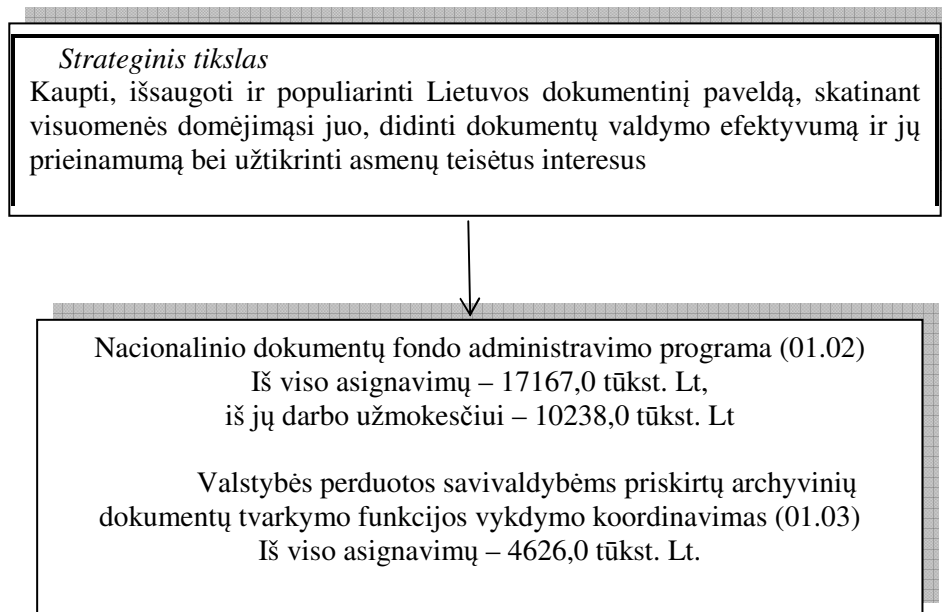 Strateginis tikslas
Kaupti, išsaugoti ir populiarinti Lietuvos dokumentinį paveldą, skatinant
visuomenės domėjimąsi juo, didinti dokumentų valdymo efektyvumą ir jų
prieinamumą bei užtikrinti asmenų teisėtus interesus
Nacionalinio dokumentų fondo administravimo programa (01.02)
Iš viso asignavimų – 17167,0 tūkst. Lt,
iš jų darbo užmokesčiui – 10238,0 tūkst. Lt
Valstybės perduotos savivaldybėms priskirtų archyvinių
dokumentų tvarkymo funkcijos vykdymo koordinavimas (01.03)
Iš viso asignavimų – 4626,0 tūkst. Lt.